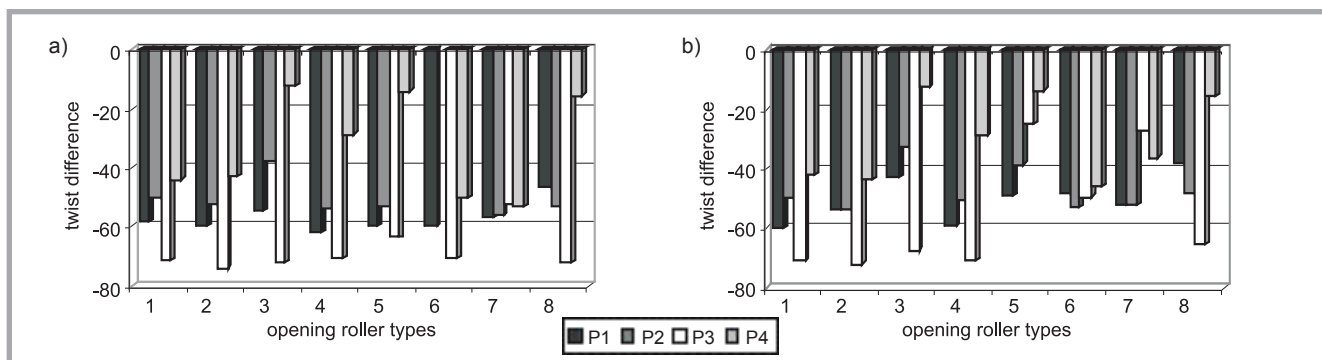 a)
0
-20
-40
-60
-80
twist difference
1 2 3 4 5 6 7 8
opening roller types
b)
0
-20
-40
-60
-80
twist difference
1 2 3 4 5 6 7 8
opening roller types
P1 P2 P3 P4